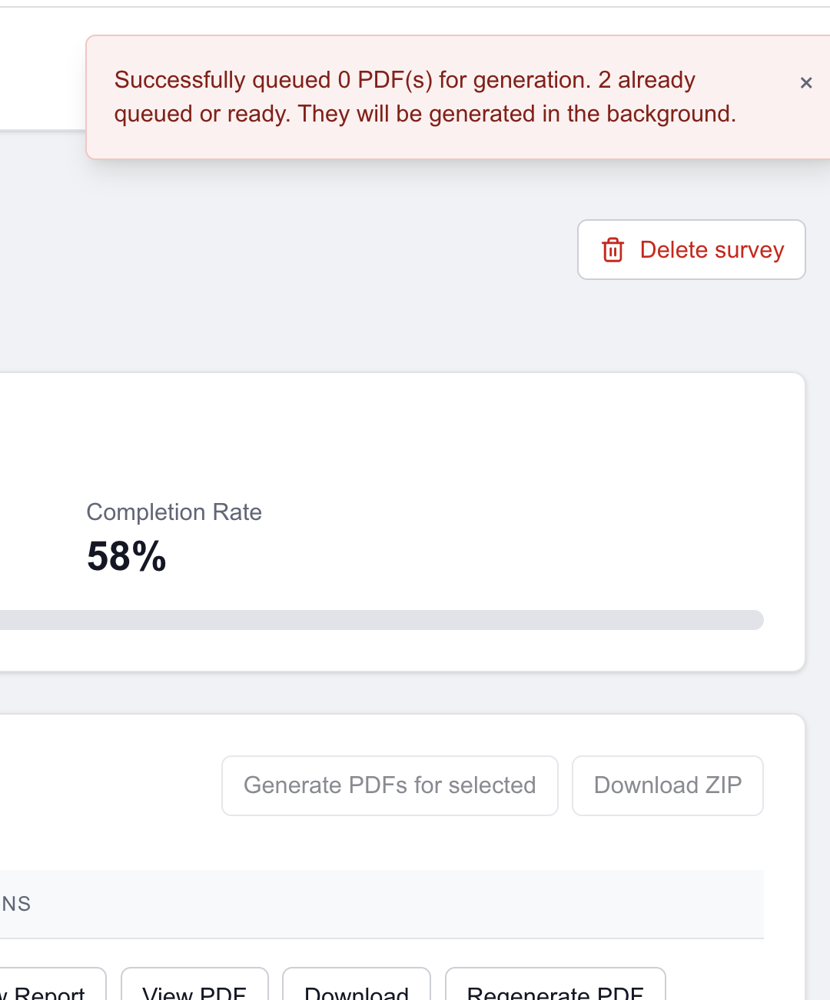 Successfully queued 0 PDF(s) for generation. 2 already
queued or ready. They will be generated in the background.
×
Delete survey
Completion Rate
58%
Generate PDFs for selected
Download ZIP
NS
Report
View PDF
Download
Regenerate PDF